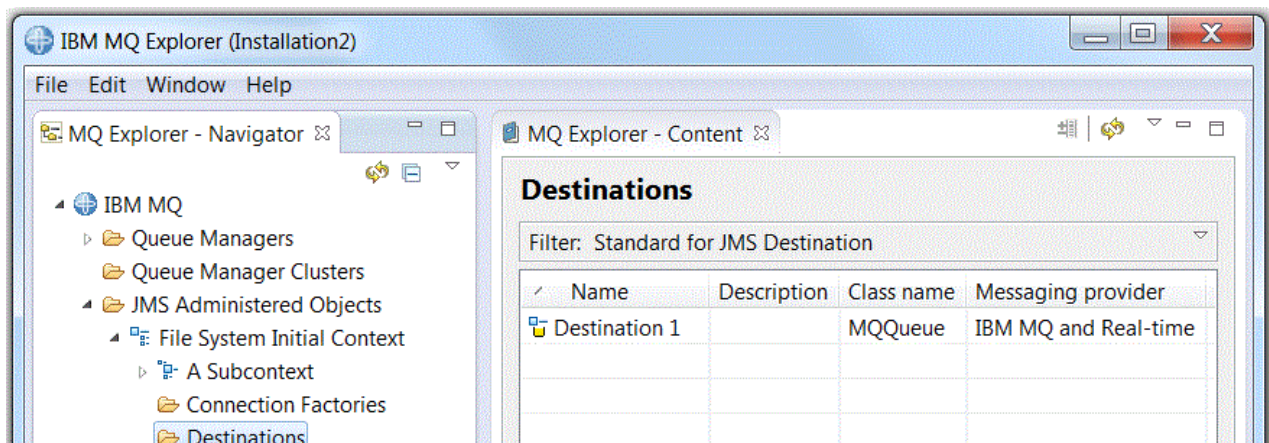 IBM MQ Explorer (Installation2)
File Edit Window Help
MQ Explorer - Navigator
IBM MQ
Queue Managers
Queue Manager Clusters
JMS Administered Objects
File System Initial Context
A Subcontext
Connection Factories
Destinations
MQ Explorer - Content
Destinations
Filter: Standard for JMS Destination
Name Description Class name Messaging provider
Destination 1 MQQueue IBM MQ and Real-time